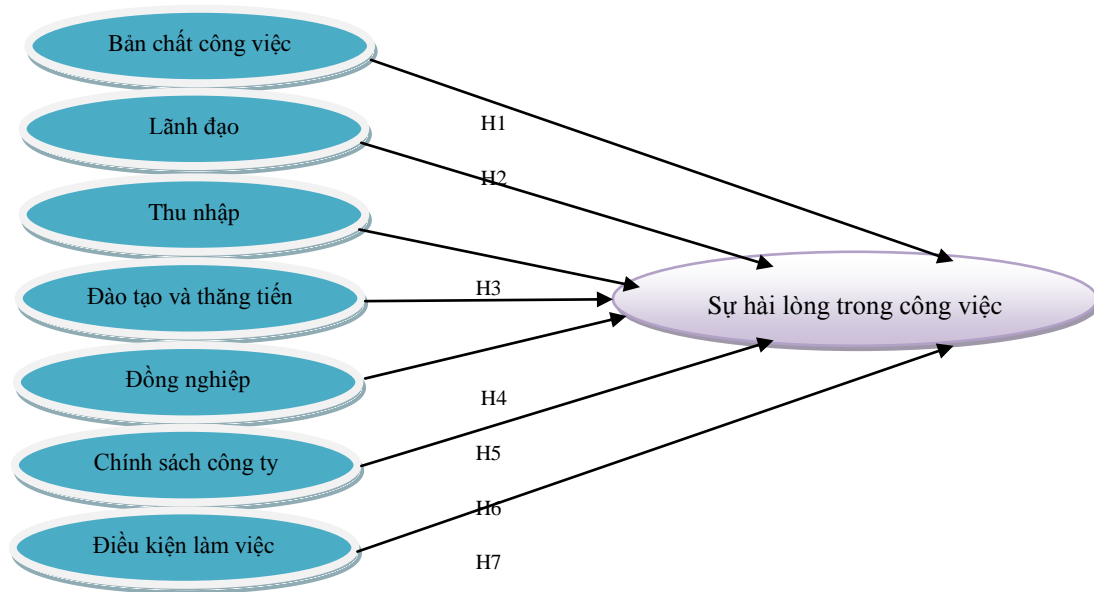 Bản chất công việc
Lãnh đạo
Thu nhập
Đào tạo và thăng tiến
Đồng nghiệp
Chính sách công ty
Điều kiện làm việc
H1
H2
H3
H4
H5
H6
H7
Sự hài lòng trong công việc